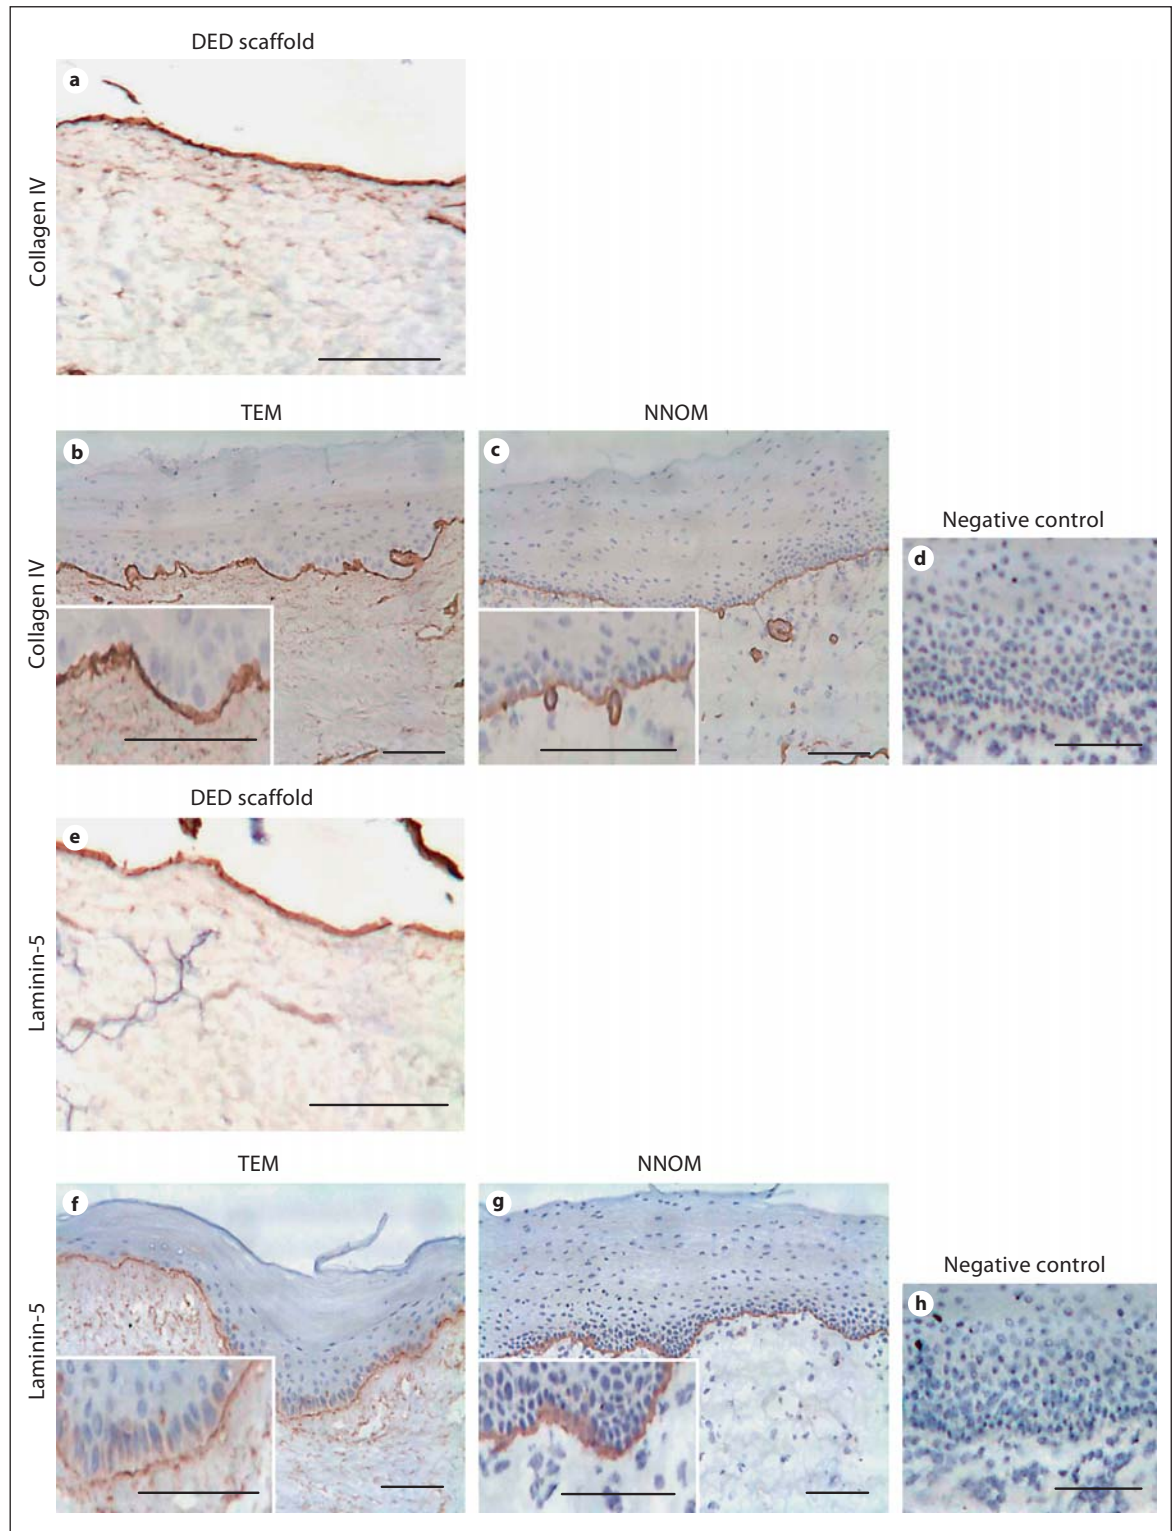 DED scaffold
a
Collagen IV
TEM
NNOM
b
c
Negative control
d
Collagen IV
DED scaffold
e
Laminin-5
TEM
NNOM
f
g
Negative control
h
Laminin-5